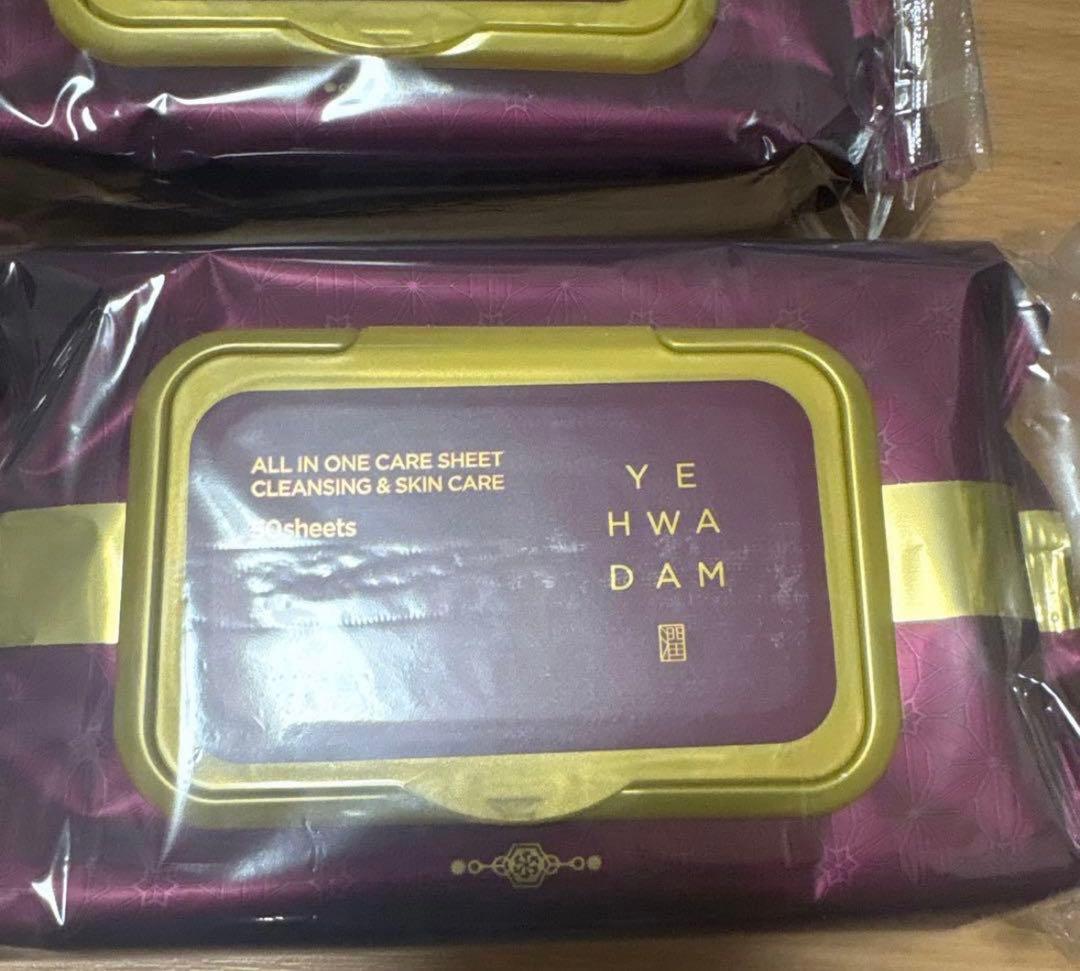 ALL IN ONE CARE SHEET
CLEANSING & SKIN CARE
sheets
YE
HWA
DAM